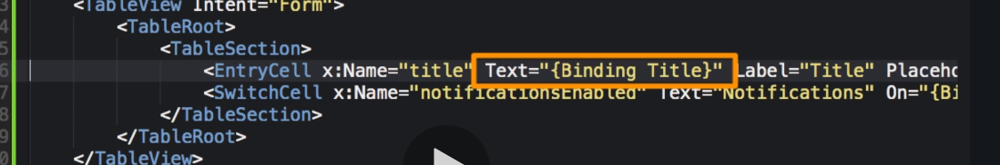 <TableView Intent="Form">
<TableRoot>
<TableSection>
<EntryCell x:Name="title" Text="{Binding Title}" Label="Title" Placeho
<SwitchCell x:Name="notificationsEnabled" Text="Notifications" On="{Bi
</TableSection>
</TableRoot>
</TableView>